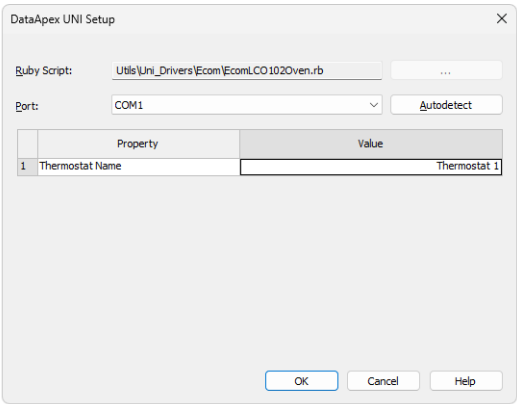 DataApex UNI Setup
Ruby Script: Utils\Uni_Drivers\Ecom\EcomLCO102Oven.rb ...
Port: COM1 Autodetect
Property Value
1 Thermostat Name Thermostat 1
OK Cancel Help